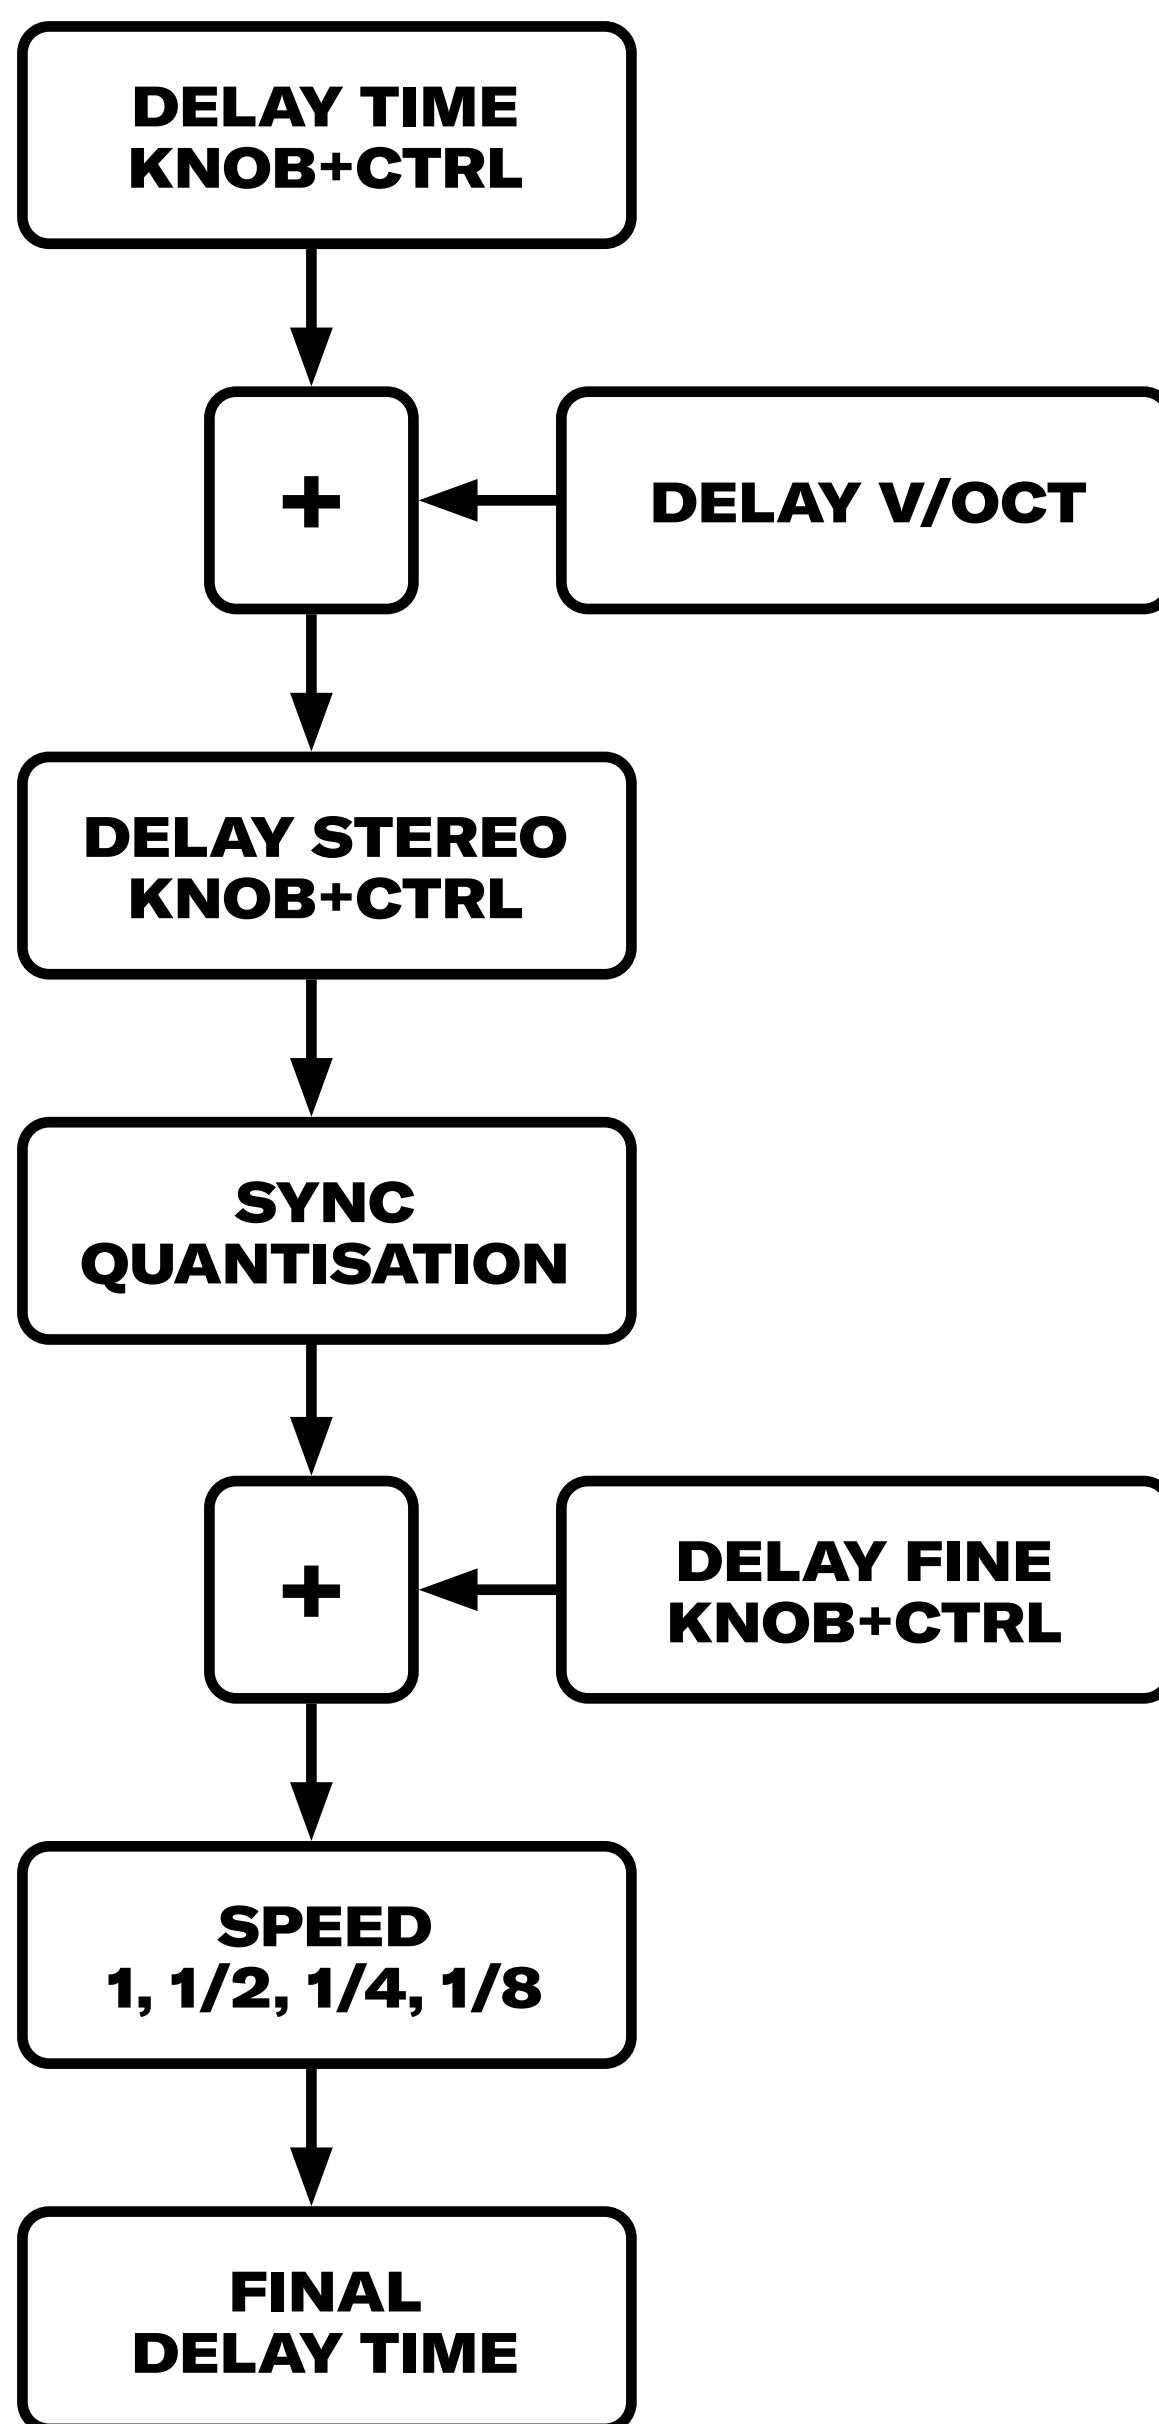 DELAY TIME
KNOB+CTRL
+
DELAY V/OCT
DELAY STEREO
KNOB+CTRL
SYNC
QUANTISATION
+
DELAY FINE
KNOB+CTRL
SPEED
1, 1/2, 1/4, 1/8
FINAL
DELAY TIME